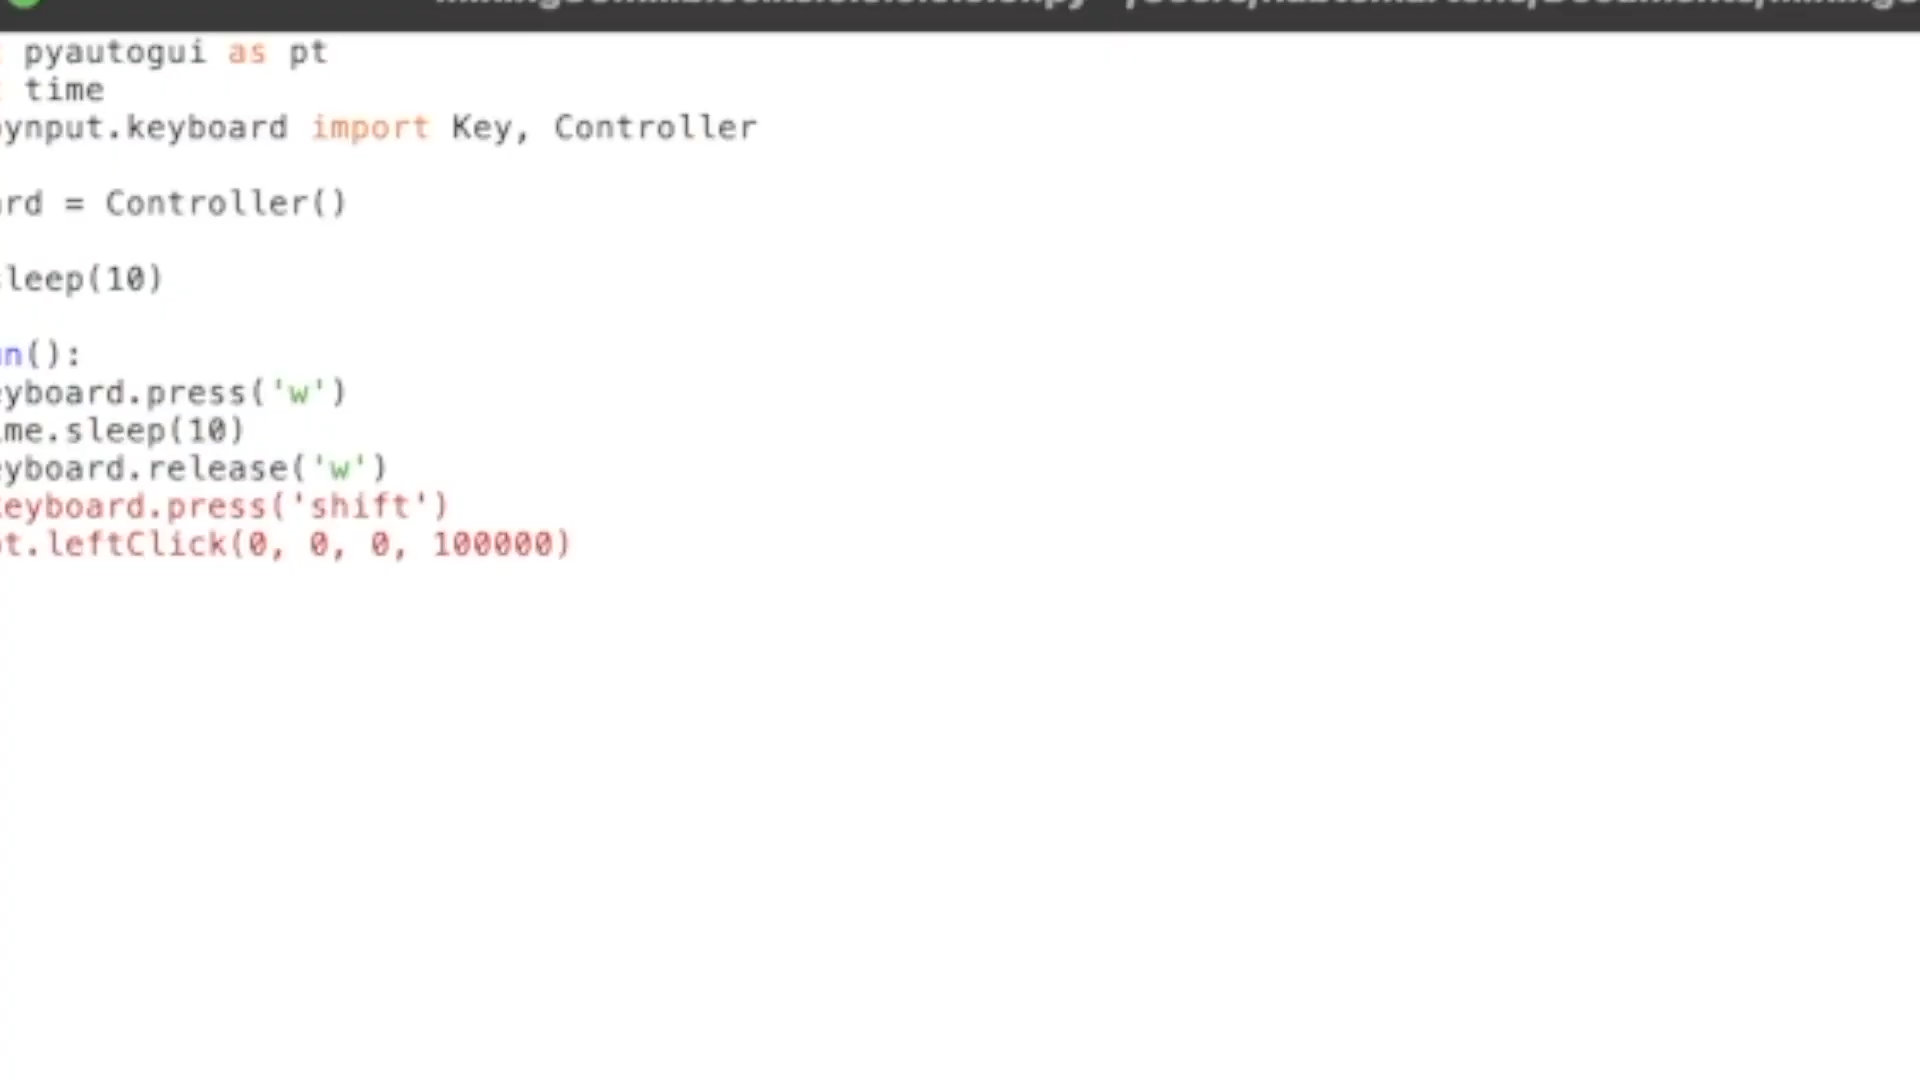 pyautogui as pt
time
ynput.keyboard import Key, Controller
rd = Controller()
leep(10)
n():
yboard.press('w')
me.sleep(10)
yboard.release('w')
eyboard.press('shift')
t.leftClick(0, 0, 0, 100000)